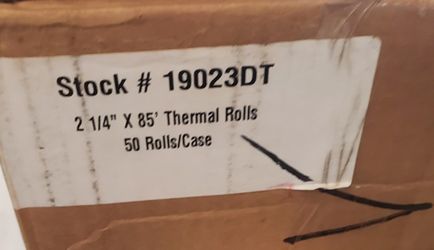 Stock # 19023DT
2 1/4" X 85' Thermal Rolls
50 Rolls/Case